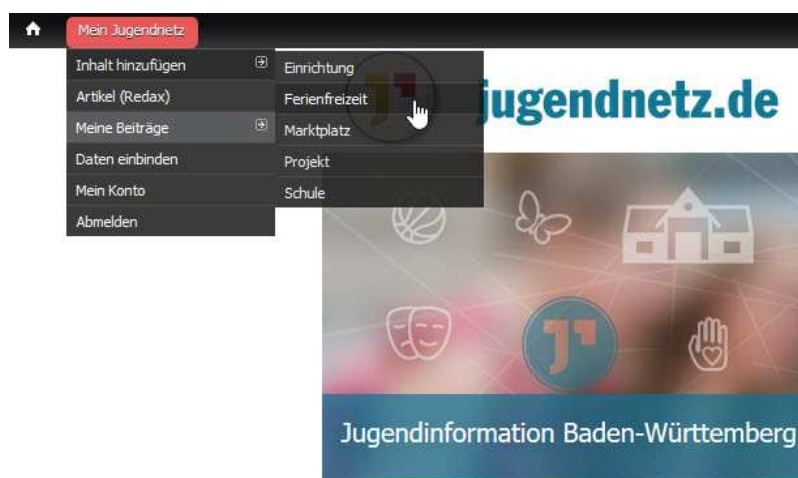 Mein Jugendnetz
Inhalt hinzufügen
Artikel (Redax)
Meine Beiträge
Daten einbinden
Mein Konto
Abmelden
Einrichtung
Ferienfreizeit
Marktplatz
Projekt
Schule
jugendnetz.de
Jugendinformation Baden-Württemberg